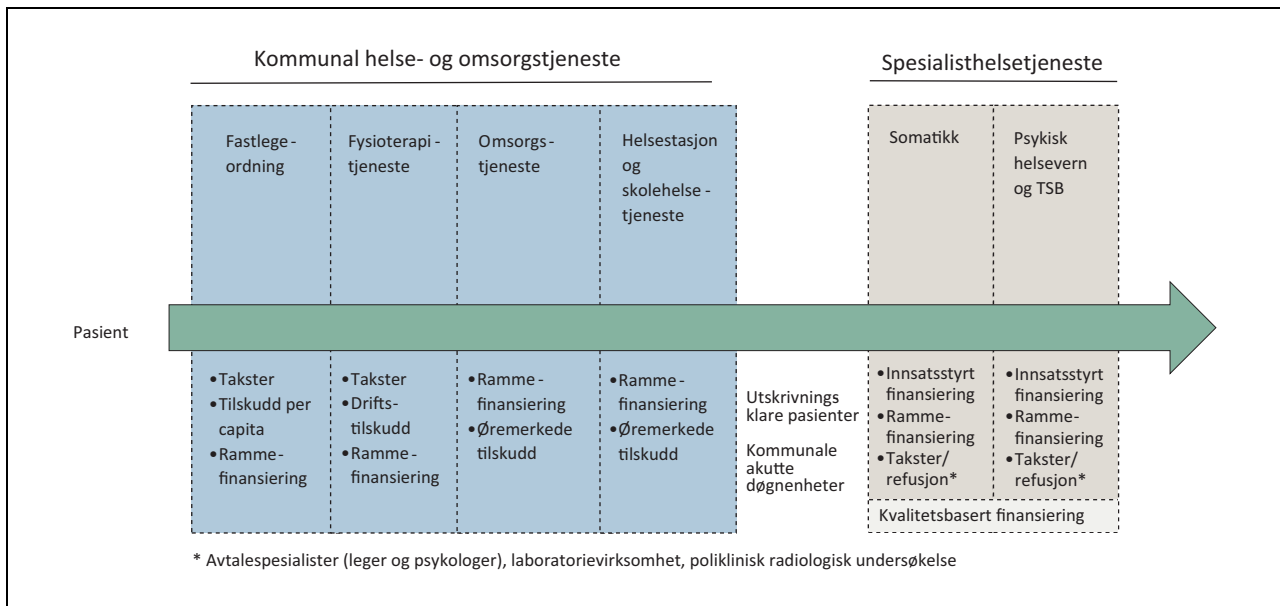 Kommunal helse- og omsorgstjeneste
Spesialisthelsetjeneste
Fastlege-
ordning
Fysioterapi-
tjeneste
Omsorgs-
tjeneste
Helsestasjon
og
skolehelse-
tjeneste
Somatikk
Psykisk
helsevern
og TSB
Pasient
•Takster
•Tilskudd per
capita
•Ramme-
finansiering
•Takster
•Drifts-
tilskudd
•Ramme-
finansiering
•Ramme-
finansiering
•Øremerkede
tilskudd
•Ramme-
finansiering
•Øremerkede
tilskudd
Utskrivnings
klare pasienter
Kommunale
akutte
døgnenheter
•Innsatsstyrt
finansiering
•Ramme-
finansiering
•Takster/
refusjon*
•Innsatsstyrt
finansiering
•Ramme-
finansiering
•Takster/
refusjon*
Kvalitetsbasert finansiering
* Avtalespesialister (leger og psykologer), laboratorievirksomhet, poliklinisk radiologisk undersøkelse